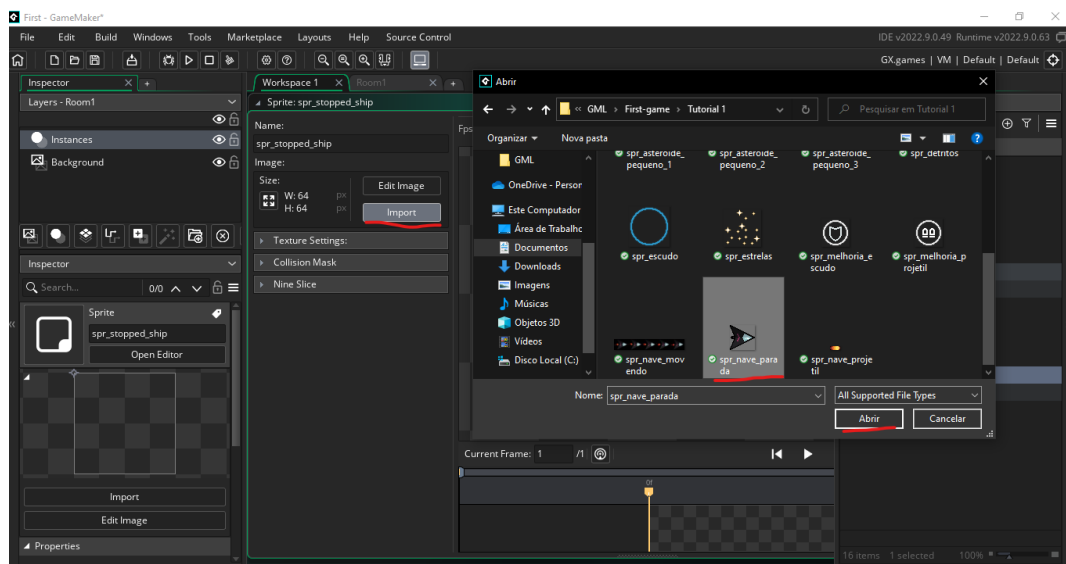 First - GameMaker*
File Edit Build Windows Tools Marketplace Layouts Help Source Control
IDE v2022.9.0.49 Runtime v2022.9.0.63
GX.games | VM | Default | Default
Inspector
Layers - Room1
Instances
Background
Inspector
Search...
0/0
Sprite
spr_stopped_ship
Open Editor
Import
Edit Image
Properties
Workspace 1
Room1
Sprite: spr_stopped_ship
Name:
spr_stopped_ship
Image:
Size:
W: 64 px
H: 64 px
Edit Image
Import
Texture Settings:
Collision Mask
Nine Slice
Fps
Abrir
« GML › First-game › Tutorial 1
Pesquisar em Tutorial 1
Organizar
Nova pasta
GML
OneDrive - Person
Este Computador
Área de Trabalho
Documentos
Downloads
Imagens
Músicas
Objetos 3D
Vídeos
Disco Local (C:)
spr_asteroide_
pequeno_1
spr_asteroide_
pequeno_2
spr_asteroide_
pequeno_3
spr_detritos
spr_escudo
spr_estrelas
spr_melhoria_e
scudo
spr_melhoria_p
rojetil
spr_nave_mov
endo
spr_nave_para
da
spr_nave_proje
til
Nome: spr_nave_parada
All Supported File Types
Abrir
Cancelar
Current Frame: 1 /1
0f
16 items 1 selected 100%